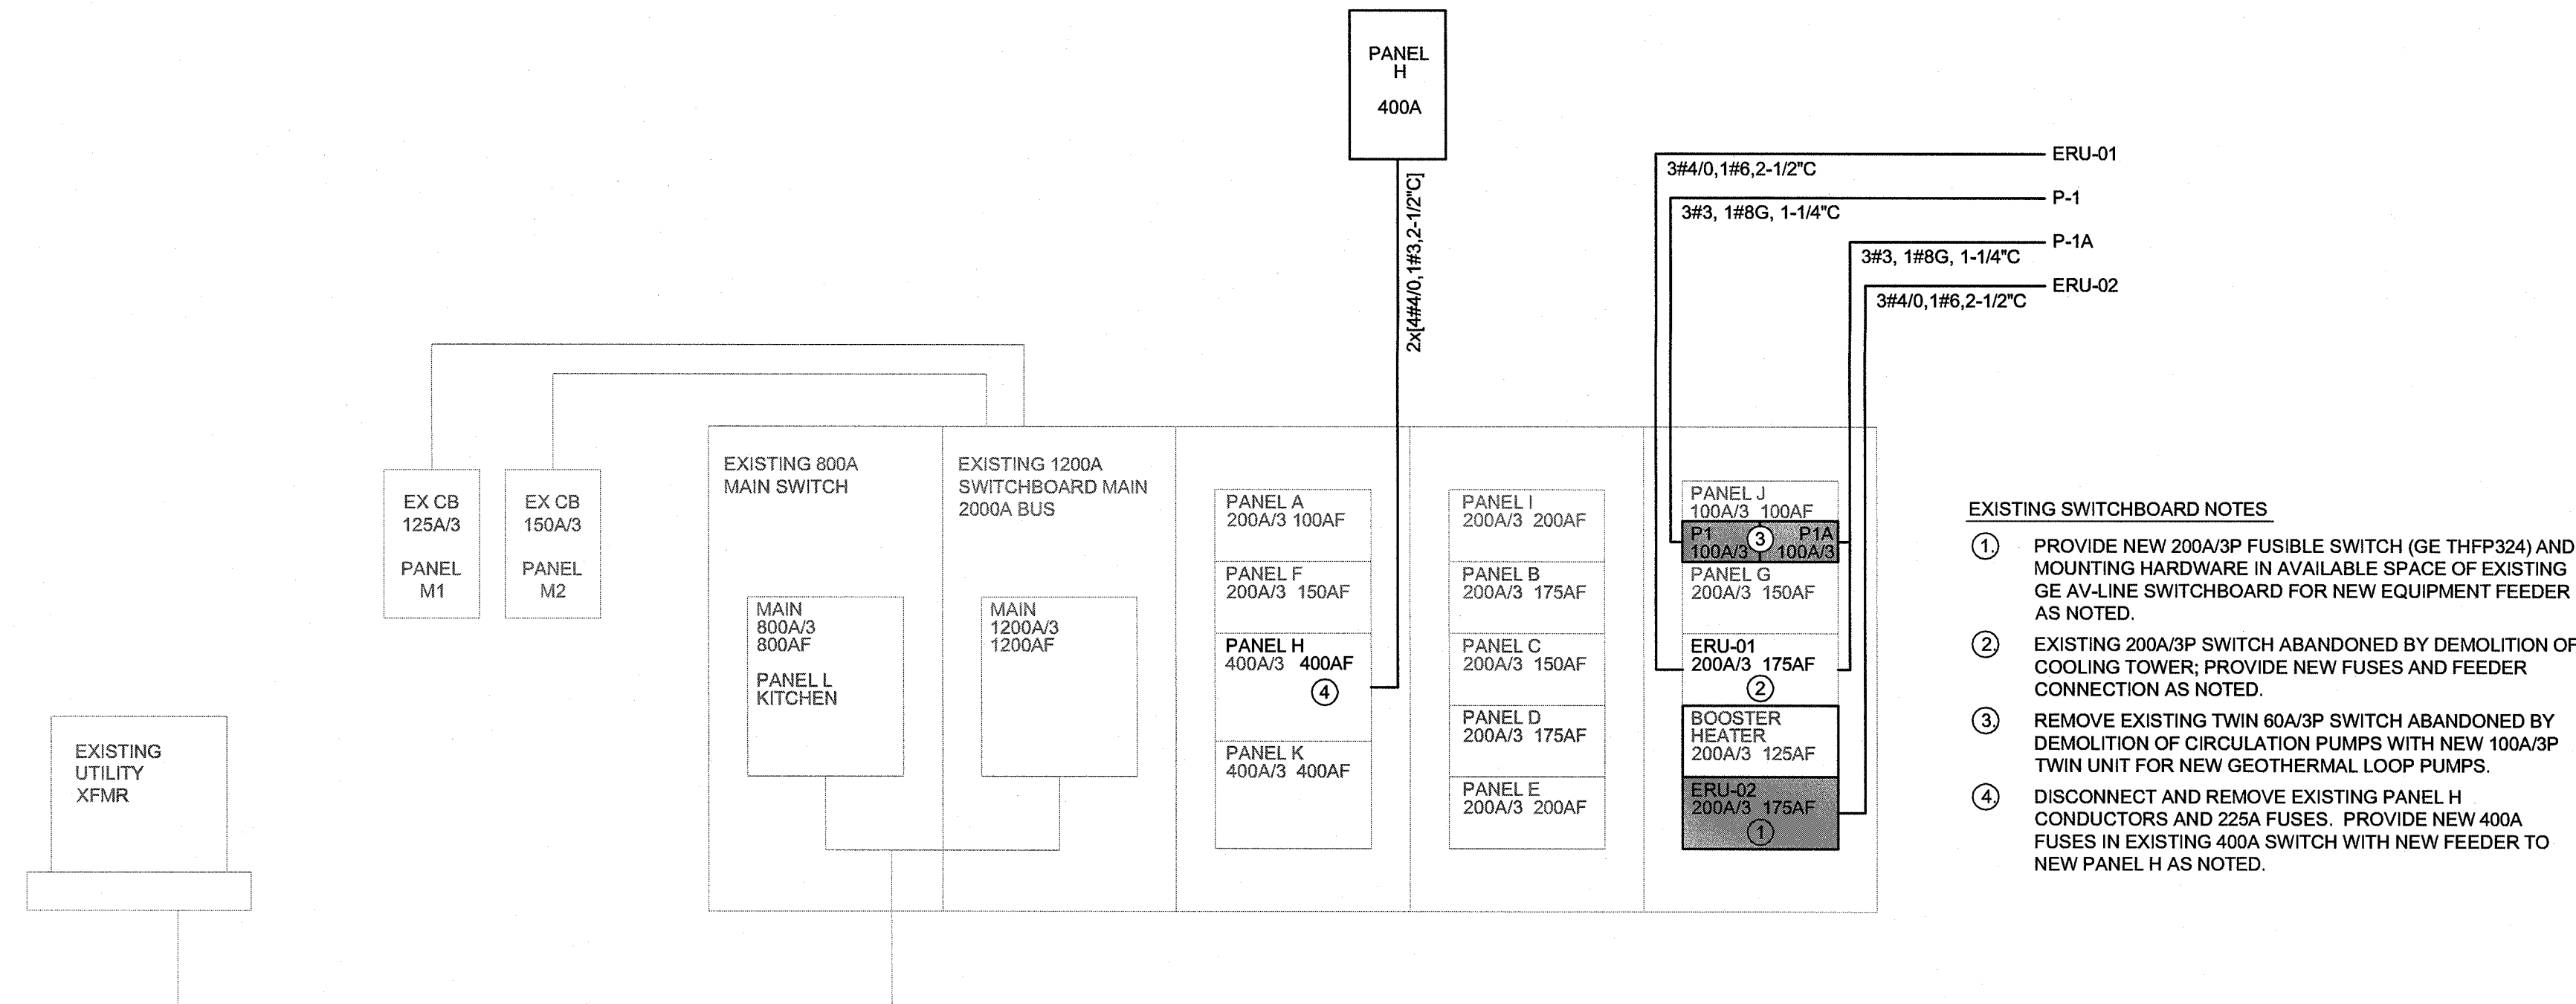 PANEL
H
400A
2x[4#4/0,1#3,2-1/2"C]
ERU-01
3#4/0,1#6,2-1/2"C
P-1
3#3, 1#8G, 1-1/4"C
P-1A
3#3, 1#8G, 1-1/4"C
ERU-02
3#4/0,1#6,2-1/2"C
EX CB
125A/3
PANEL
M1
EX CB
150A/3
PANEL
M2
EXISTING 800A
MAIN SWITCH
MAIN
800A/3
800AF
PANEL L
KITCHEN
EXISTING 1200A
SWITCHBOARD MAIN
2000A BUS
MAIN
1200A/3
1200AF
PANEL A
200A/3 100AF
PANEL F
200A/3 150AF
PANEL H
400A/3 400AF
4
PANEL K
400A/3 400AF
PANEL I
200A/3 200AF
PANEL B
200A/3 175AF
PANEL C
200A/3 150AF
PANEL D
200A/3 175AF
PANEL E
200A/3 200AF
PANEL J
100A/3 100AF
P1 3 P1A
100A/3 100A/3
PANEL G
200A/3 150AF
ERU-01
200A/3 175AF
2
BOOSTER
HEATER
200A/3 125AF
ERU-02
200A/3 175AF
1
EXISTING
UTILITY
XFMR
EXISTING SWITCHBOARD NOTES
1. PROVIDE NEW 200A/3P FUSIBLE SWITCH (GE THFP324) AND
MOUNTING HARDWARE IN AVAILABLE SPACE OF EXISTING
GE AV-LINE SWITCHBOARD FOR NEW EQUIPMENT FEEDER
AS NOTED.
2. EXISTING 200A/3P SWITCH ABANDONED BY DEMOLITION OF
COOLING TOWER; PROVIDE NEW FUSES AND FEEDER
CONNECTION AS NOTED.
3. REMOVE EXISTING TWIN 60A/3P SWITCH ABANDONED BY
DEMOLITION OF CIRCULATION PUMPS WITH NEW 100A/3P
TWIN UNIT FOR NEW GEOTHERMAL LOOP PUMPS.
4. DISCONNECT AND REMOVE EXISTING PANEL H
CONDUCTORS AND 225A FUSES. PROVIDE NEW 400A
FUSES IN EXISTING 400A SWITCH WITH NEW FEEDER TO
NEW PANEL H AS NOTED.